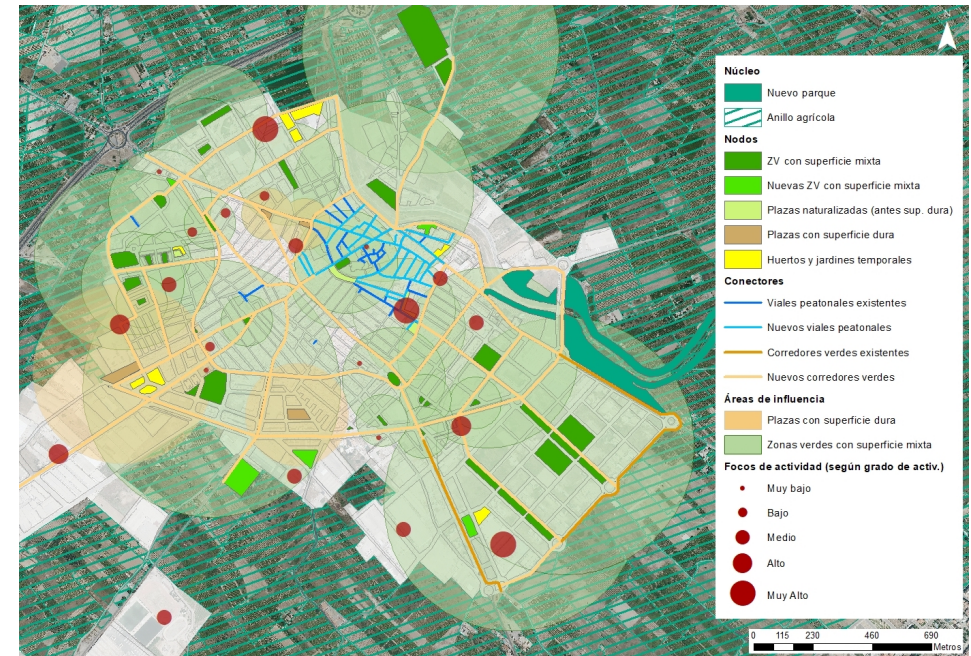 N
Núcleo
Nuevo parque
Anillo agrícola
Nodos
ZV con superficie mixta
Nuevas ZV con superficie mixta
Plazas naturalizadas (antes sup. dura)
Plazas con superficie dura
Huertos y jardines temporales
Conectores
Viales peatonales existentes
Nuevos viales peatonales
Corredores verdes existentes
Nuevos corredores verdes
Áreas de influencia
Plazas con superficie dura
Zonas verdes con superficie mixta
Focos de actividad (según grado de activ.)
Muy bajo
Bajo
Medio
Alto
Muy Alto
0 115 230 460 690
Metros